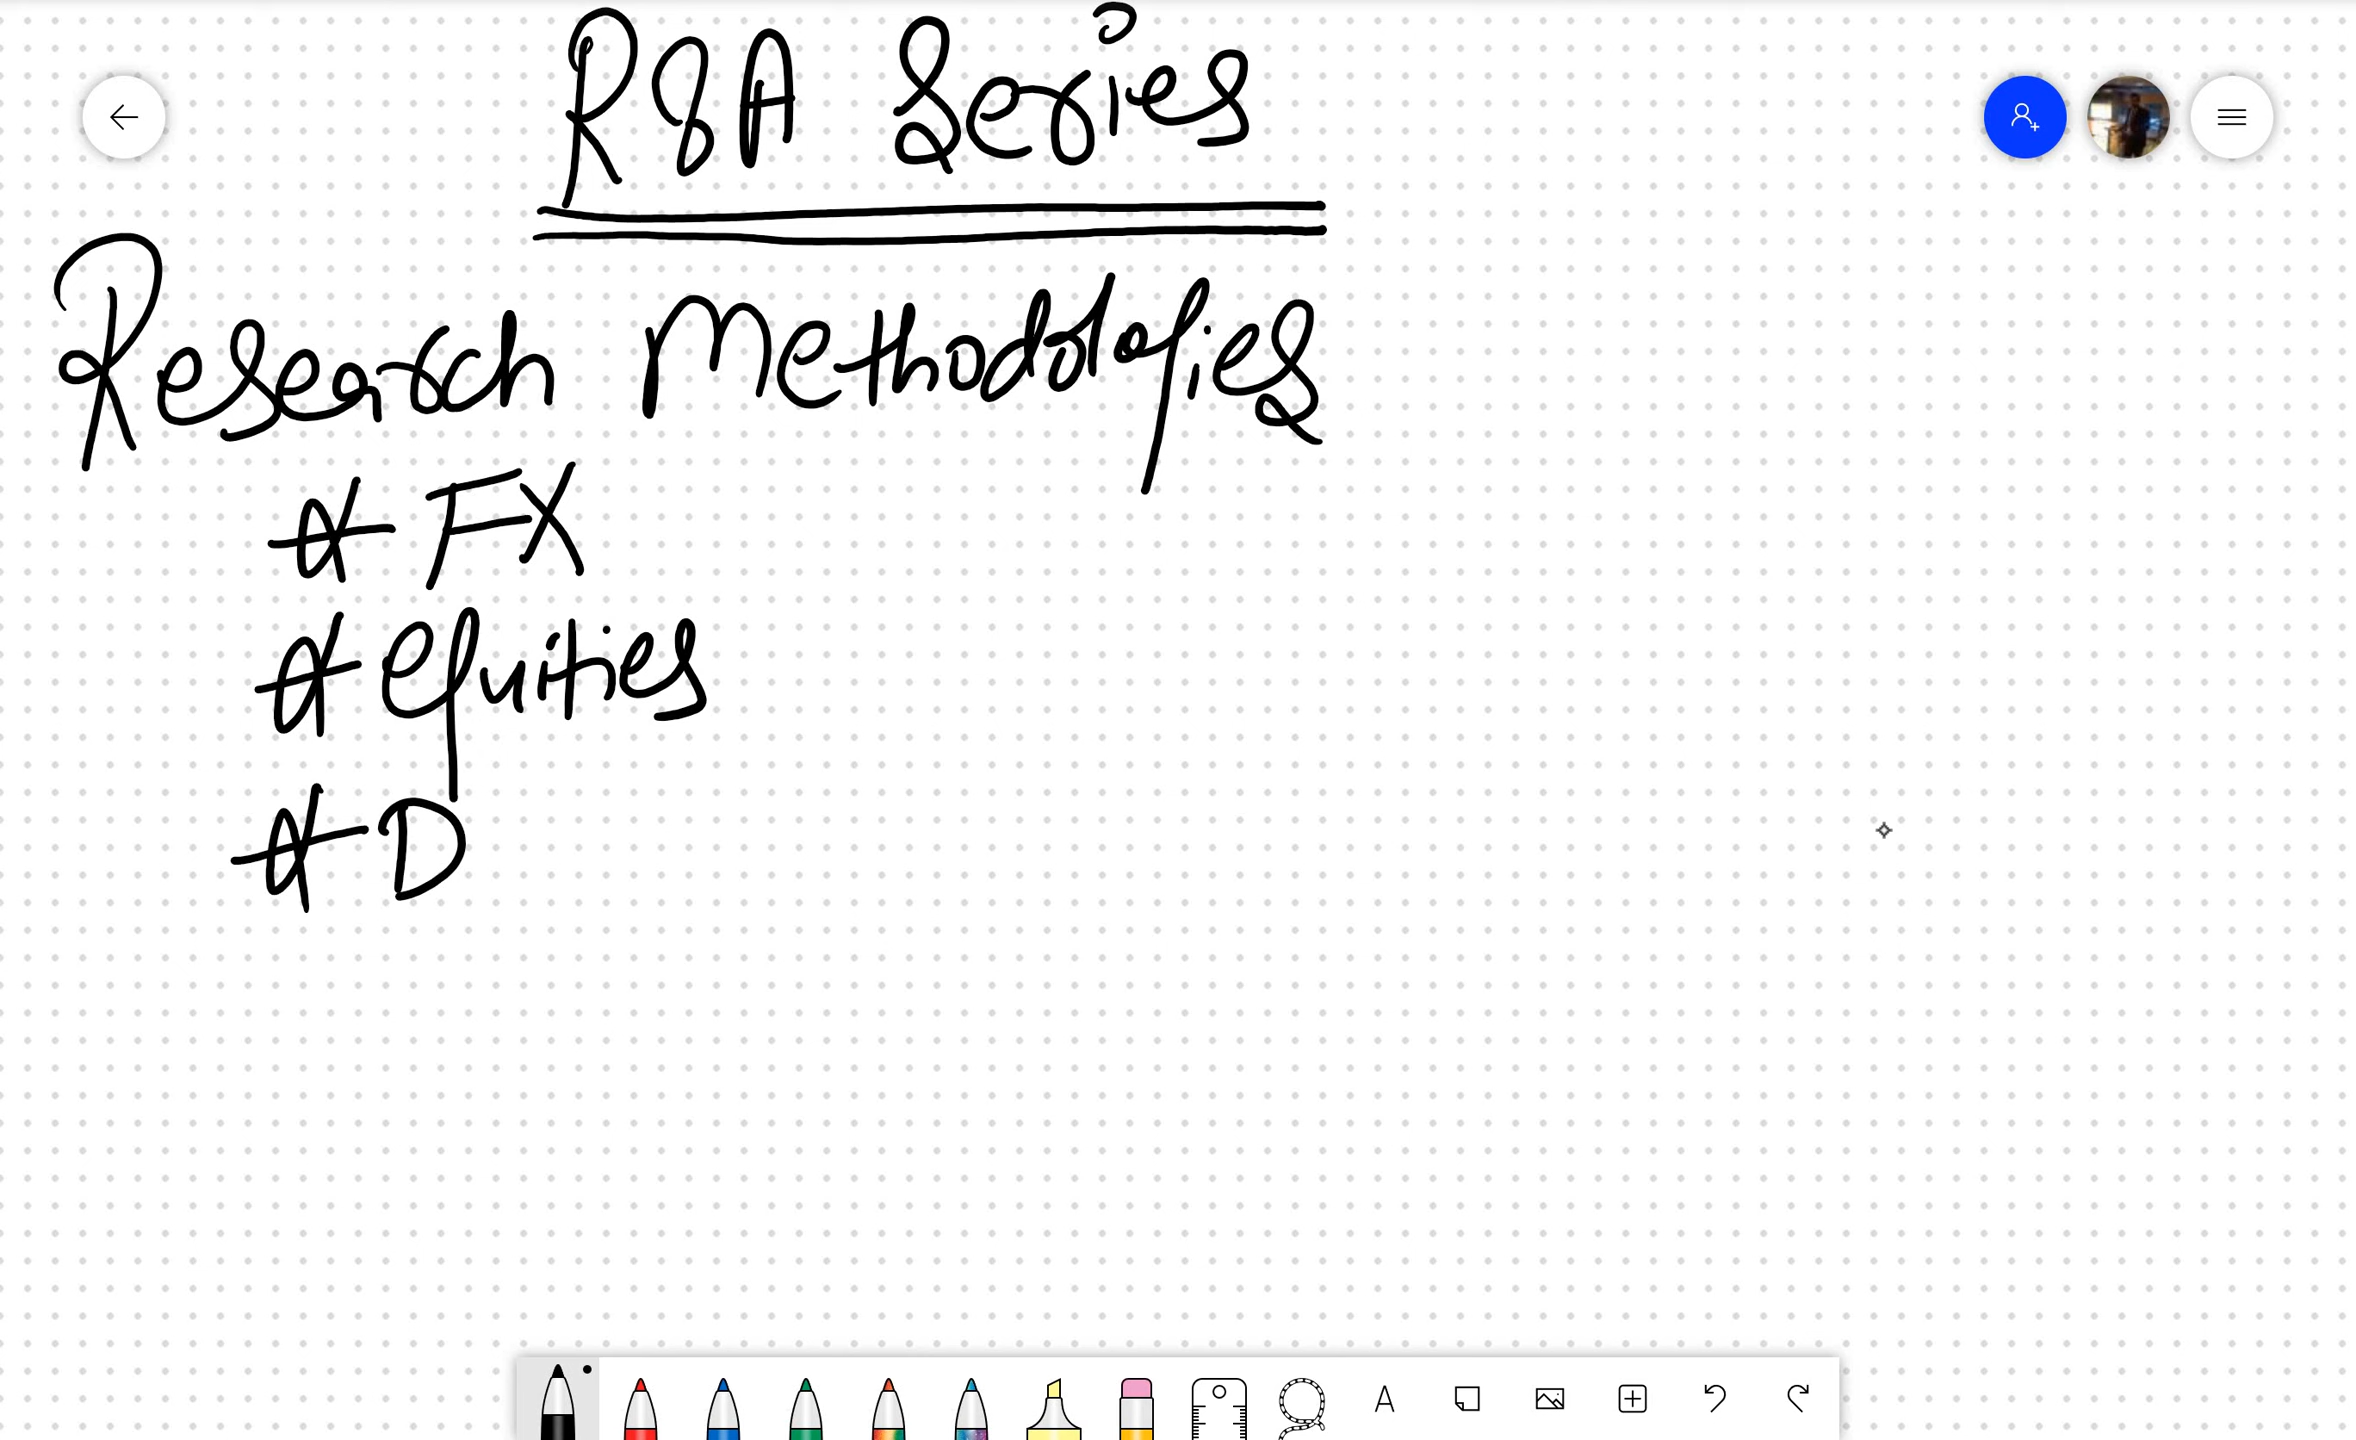 R&A Series
Research Methodologies
* FX
* equities
* D
A